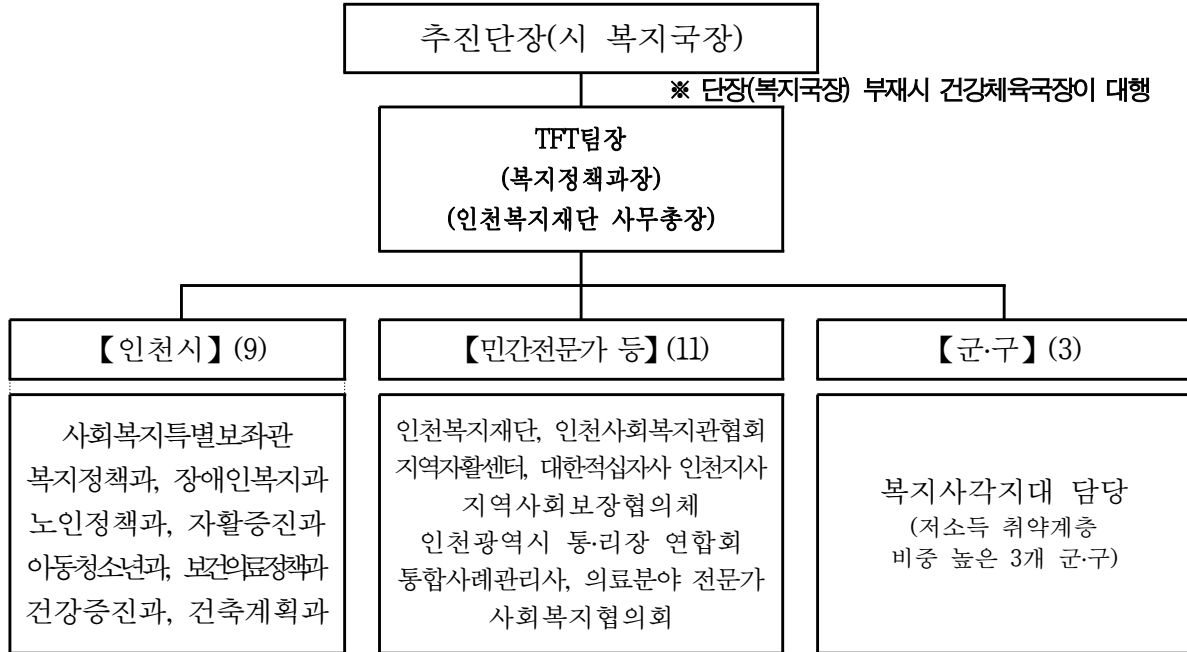 추진단장(시 복지국장)
※ 단장(복지국장) 부재시 건강체육국장이 대행
TFT팀장
(복지정책과장)
(인천복지재단 사무총장)
【인천시】(9)
사회복지특별보좌관
복지정책과, 장애인복지과
노인정책과, 자활증진과
아동청소년과, 보건의료정책과
건강증진과, 건축계획과
【민간전문가 등】(11)
인천복지재단, 인천사회복지관협회
지역자활센터, 대한적십자사 인천지사
지역사회보장협의체
인천광역시 통·리장 연합회
통합사례관리사, 의료분야 전문가
사회복지협의회
【군·구】(3)
복지사각지대 담당
(저소득 취약계층
비중 높은 3개 군·구)